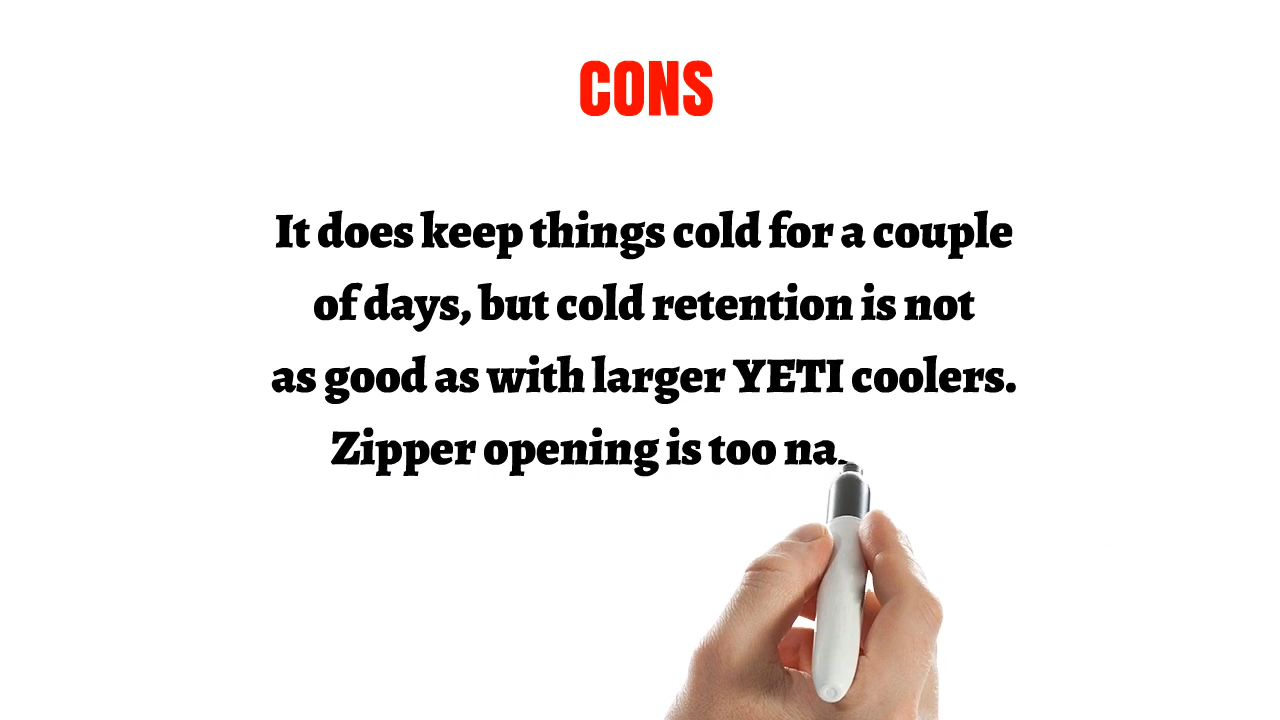 CONS
It does keep things cold for a couple
of days, but cold retention is not
as good as with larger YETI coolers.
Zipper opening is too